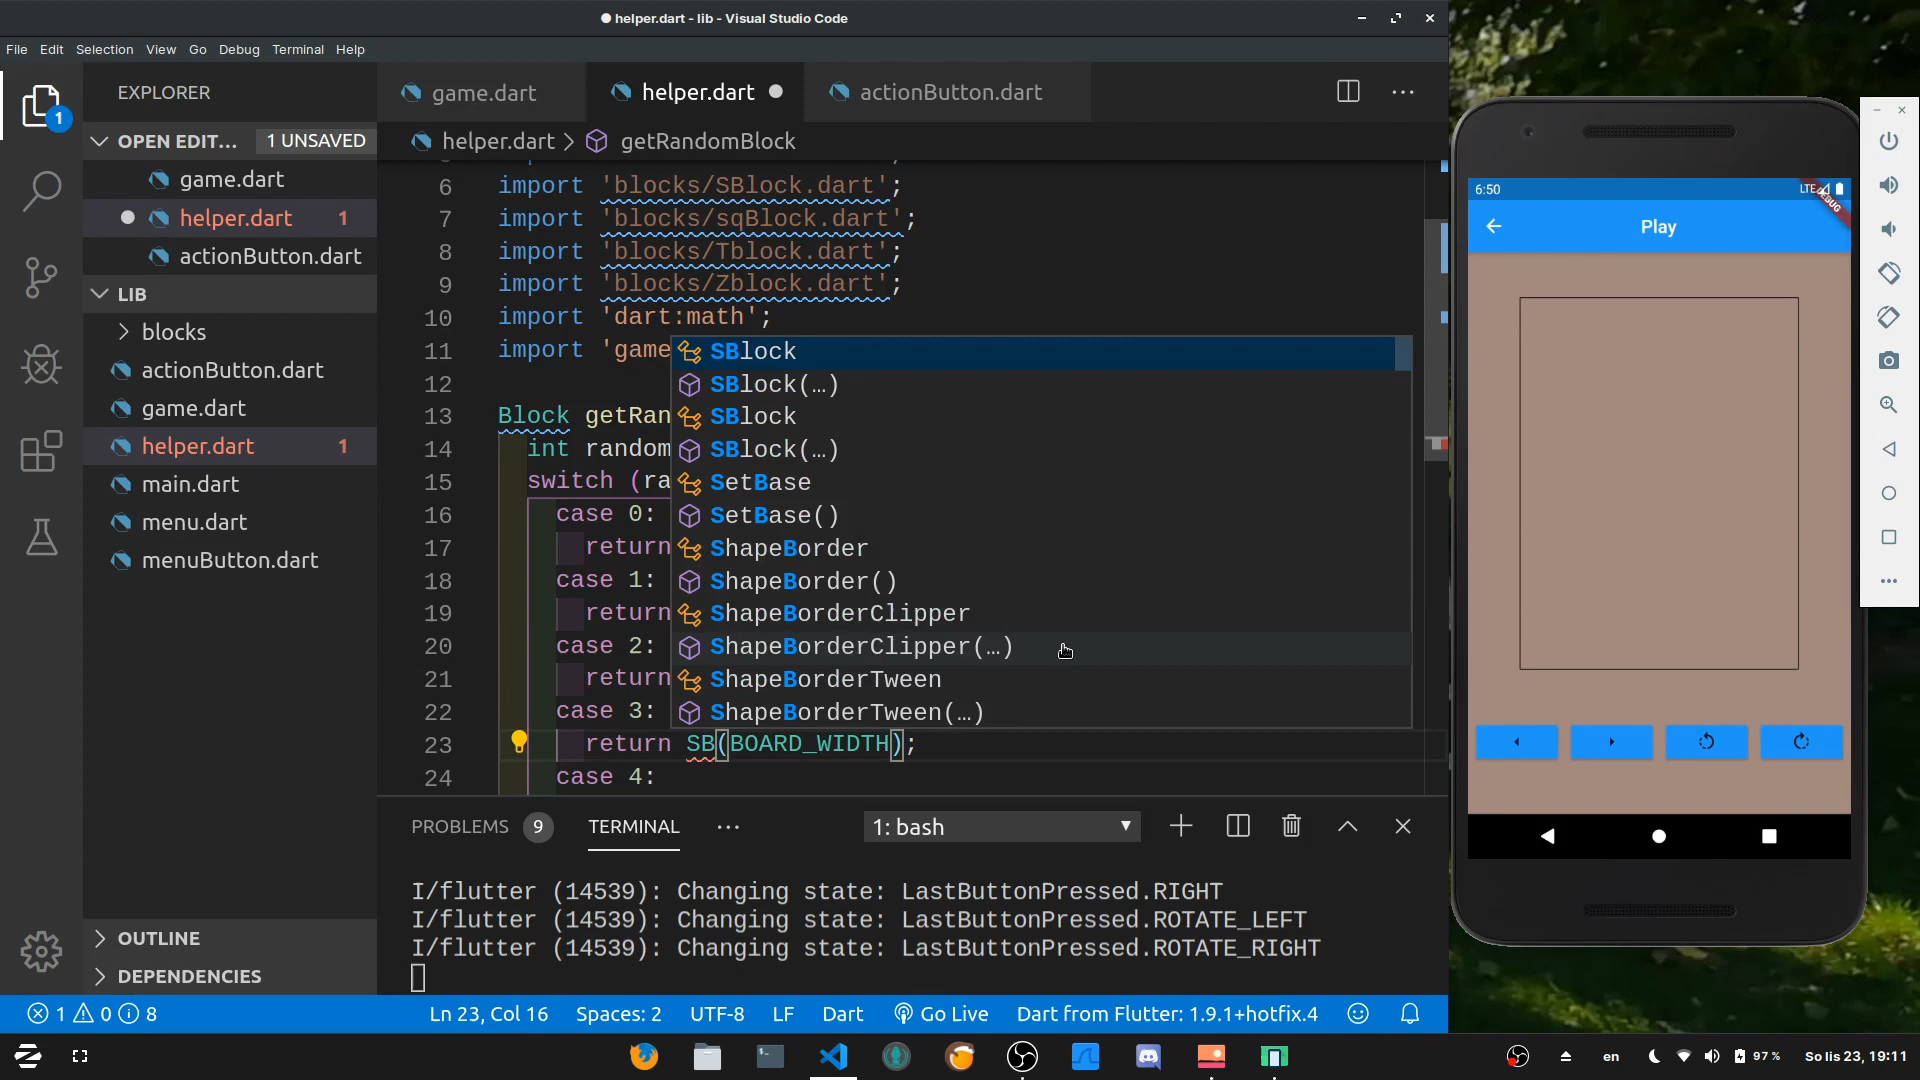 helper.dart - lib - Visual Studio Code
File Edit Selection View Go Debug Terminal Help
EXPLORER
OPEN EDIT... 1 UNSAVED
game.dart
helper.dart 1
actionButton.dart
LIB
blocks
actionButton.dart
game.dart
helper.dart 1
main.dart
menu.dart
menuButton.dart
OUTLINE
DEPENDENCIES
1
game.dart helper.dart actionButton.dart
helper.dart > getRandomBlock
6 import 'blocks/SBlock.dart';
7 import 'blocks/sqBlock.dart';
8 import 'blocks/Tblock.dart';
9 import 'blocks/Zblock.dart';
10 import 'dart:math';
11 import 'game
12
13 Block getRan
14 int random
15 switch (ra
16 case 0:
17 return
18 case 1:
19 return
20 case 2:
21 return
22 case 3:
23 return SB(BOARD_WIDTH);
24 case 4:
SBlock
SBlock(…)
SBlock
SBlock(…)
SetBase
SetBase()
ShapeBorder
ShapeBorder()
ShapeBorderClipper
ShapeBorderClipper(…)
ShapeBorderTween
ShapeBorderTween(…)
PROBLEMS 9 TERMINAL ... 1: bash
I/flutter (14539): Changing state: LastButtonPressed.RIGHT
I/flutter (14539): Changing state: LastButtonPressed.ROTATE_LEFT
I/flutter (14539): Changing state: LastButtonPressed.ROTATE_RIGHT
1 0 8 Ln 23, Col 16 Spaces: 2 UTF-8 LF Dart Go Live Dart from Flutter: 1.9.1+hotfix.4
6:50 LTE
DEBUG
Play
en 97 % So lis 23, 19:11